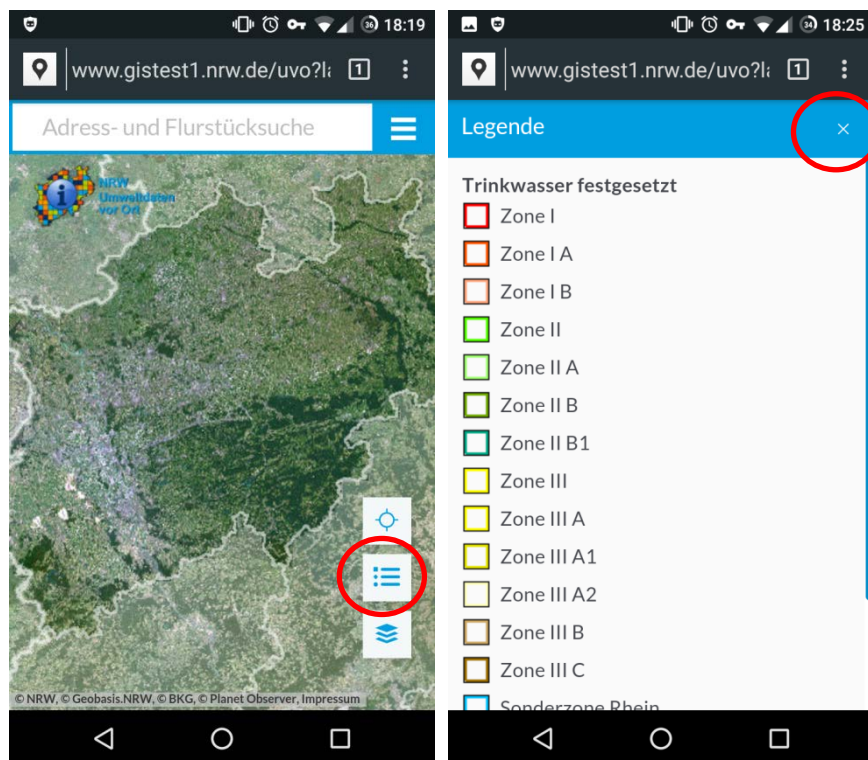 36 18:19
www.gistest1.nrw.de/uvo?l
1
Adress- und Flurstücksuche
i
NRW
Umweltdaten
vor Ort
© NRW, © Geobasis.NRW, © BKG, © Planet Observer, Impressum
34 18:25
www.gistest1.nrw.de/uvo?l
1
Legende
Trinkwasser festgesetzt
Zone I
Zone I A
Zone I B
Zone II
Zone II A
Zone II B
Zone II B1
Zone III
Zone III A
Zone III A1
Zone III A2
Zone III B
Zone III C
Sonderzone Rhein